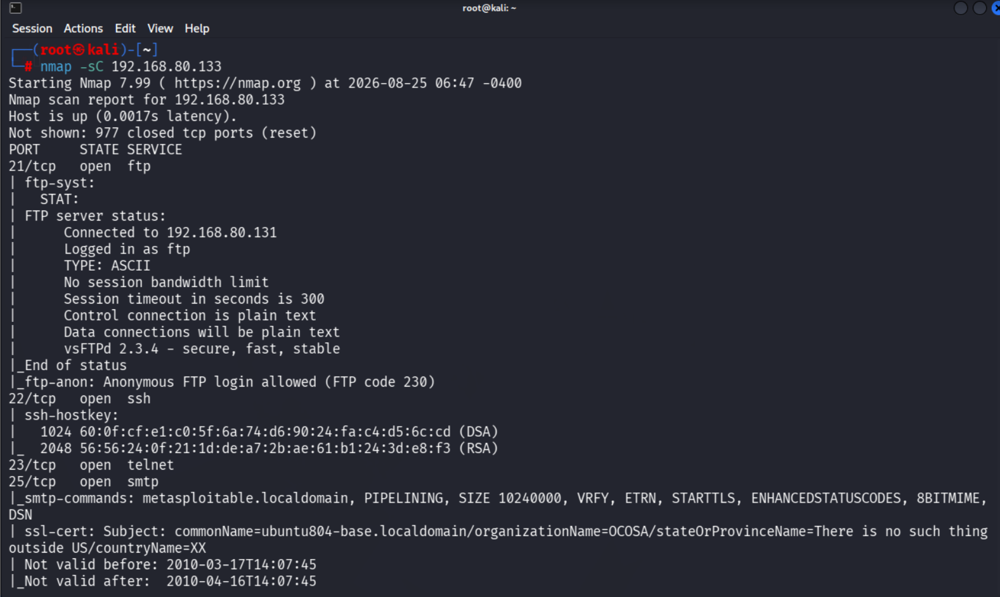 root@kali: ~
Session Actions Edit View Help
┌──(root㉿kali)-[~]
└─# nmap -sC 192.168.80.133
Starting Nmap 7.99 ( https://nmap.org ) at 2026-08-25 06:47 -0400
Nmap scan report for 192.168.80.133
Host is up (0.0017s latency).
Not shown: 977 closed tcp ports (reset)
PORT     STATE SERVICE
21/tcp   open  ftp
| ftp-syst:
|   STAT:
| FTP server status:
|      Connected to 192.168.80.131
|      Logged in as ftp
|      TYPE: ASCII
|      No session bandwidth limit
|      Session timeout in seconds is 300
|      Control connection is plain text
|      Data connections will be plain text
|      vsFTPd 2.3.4 - secure, fast, stable
|_End of status
|_ftp-anon: Anonymous FTP login allowed (FTP code 230)
22/tcp   open  ssh
| ssh-hostkey:
|   1024 60:0f:cf:e1:c0:5f:6a:74:d6:90:24:fa:c4:d5:6c:cd (DSA)
|_  2048 56:56:24:0f:21:1d:de:a7:2b:ae:61:b1:24:3d:e8:f3 (RSA)
23/tcp   open  telnet
25/tcp   open  smtp
|_smtp-commands: metasploitable.localdomain, PIPELINING, SIZE 10240000, VRFY, ETRN, STARTTLS, ENHANCEDSTATUSCODES, 8BITMIME,
DSN
| ssl-cert: Subject: commonName=ubuntu804-base.localdomain/organizationName=OCOSA/stateOrProvinceName=There is no such thing
outside US/countryName=XX
| Not valid before: 2010-03-17T14:07:45
|_Not valid after:  2010-04-16T14:07:45